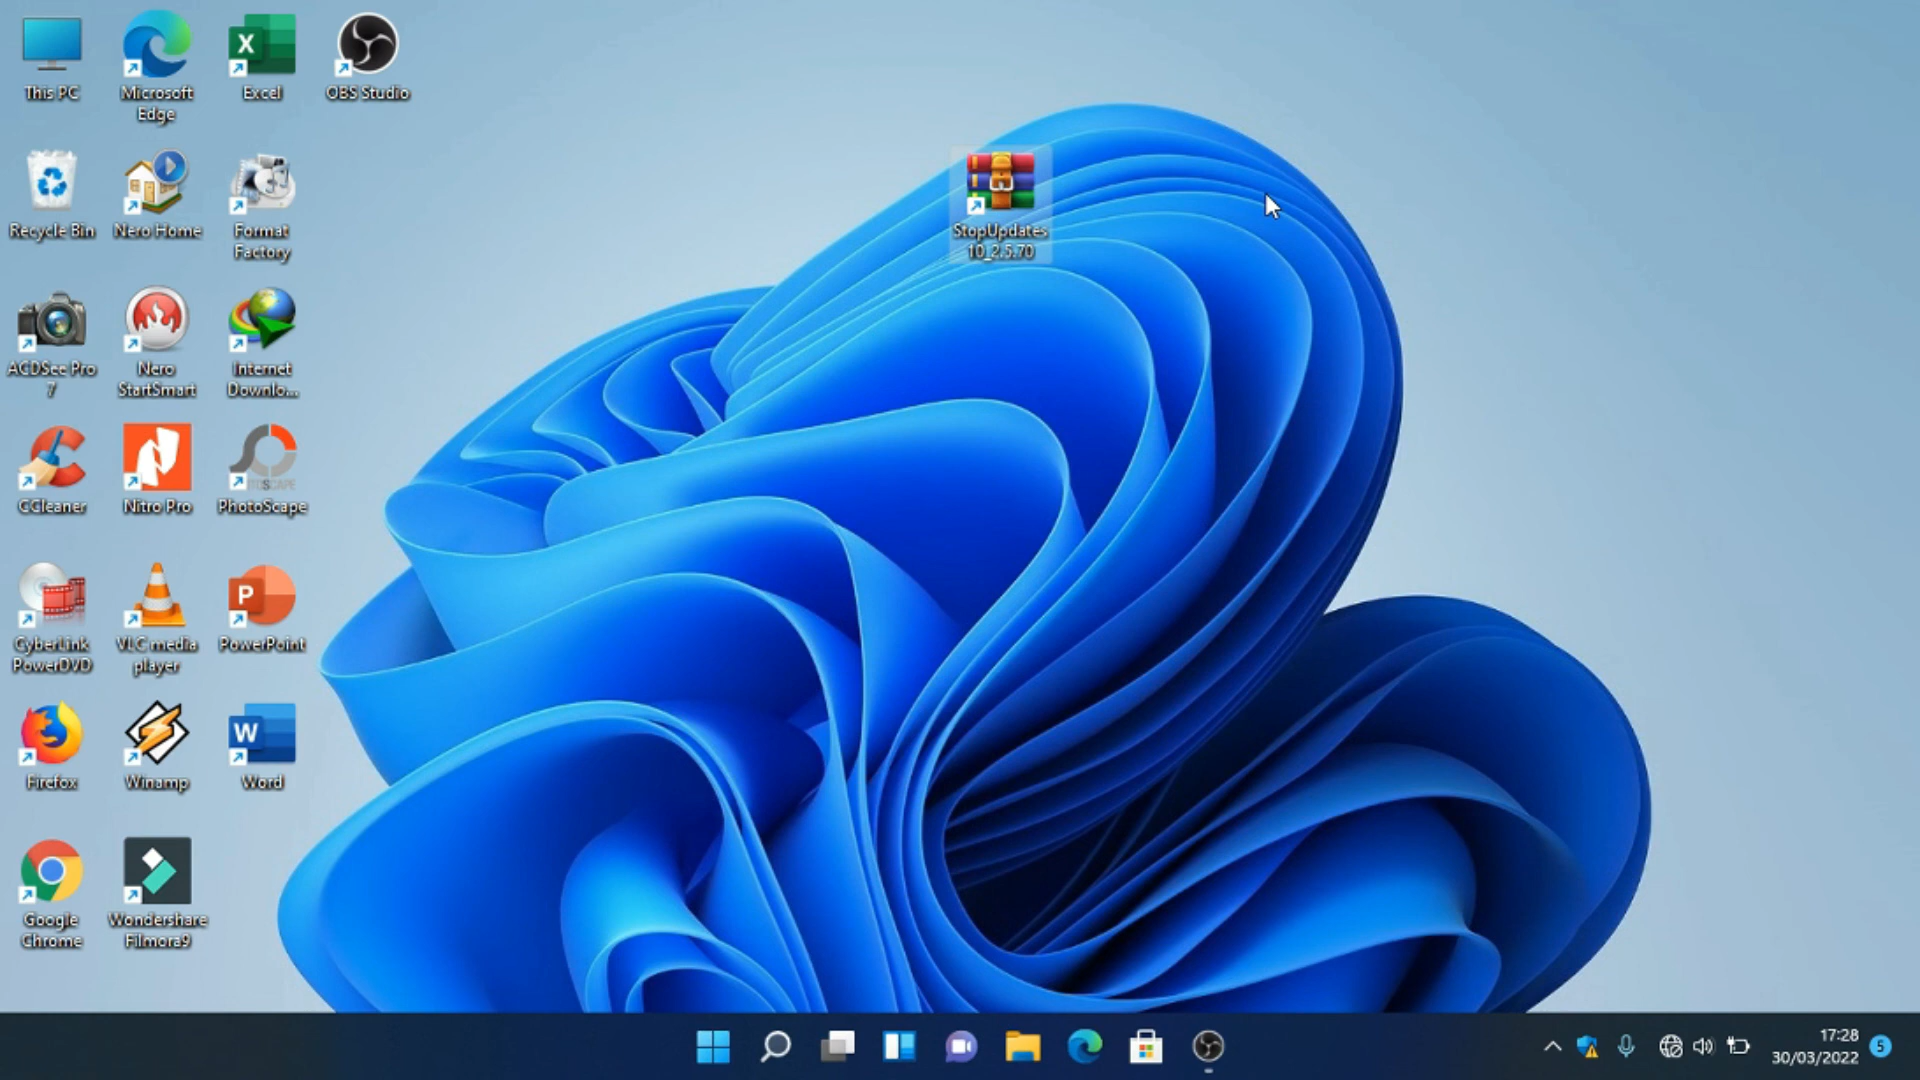 This PC
Microsoft
Edge
Excel
OBS Studio
Recycle Bin
Nero Home
Format
Factory
StopUpdates
10_2.5.70
ACDSee Pro
7
Nero
StartSmart
Internet
Downlo...
CCleaner
Nitro Pro
PhotoScape
CyberLink
PowerDVD
VLC media
player
PowerPoint
Firefox
Winamp
Word
Google
Chrome
Wondershare
Filmora9
17:28
30/03/2022
5